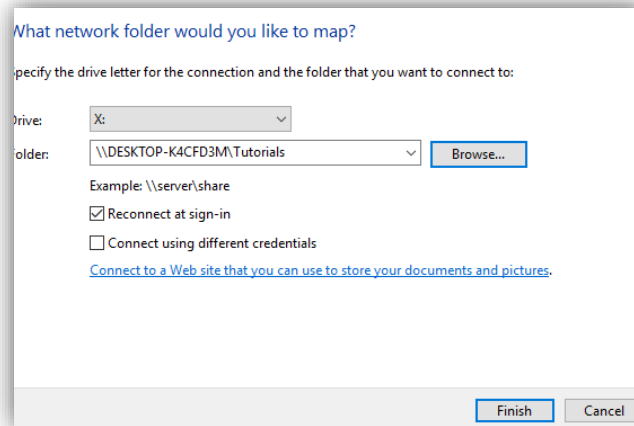 What network folder would you like to map?
Specify the drive letter for the connection and the folder that you want to connect to:
Drive: X:
Folder: \\DESKTOP-K4CFD3M\Tutorials Browse...
Example: \\server\share
Reconnect at sign-in
Connect using different credentials
Connect to a Web site that you can use to store your documents and pictures.
Finish Cancel